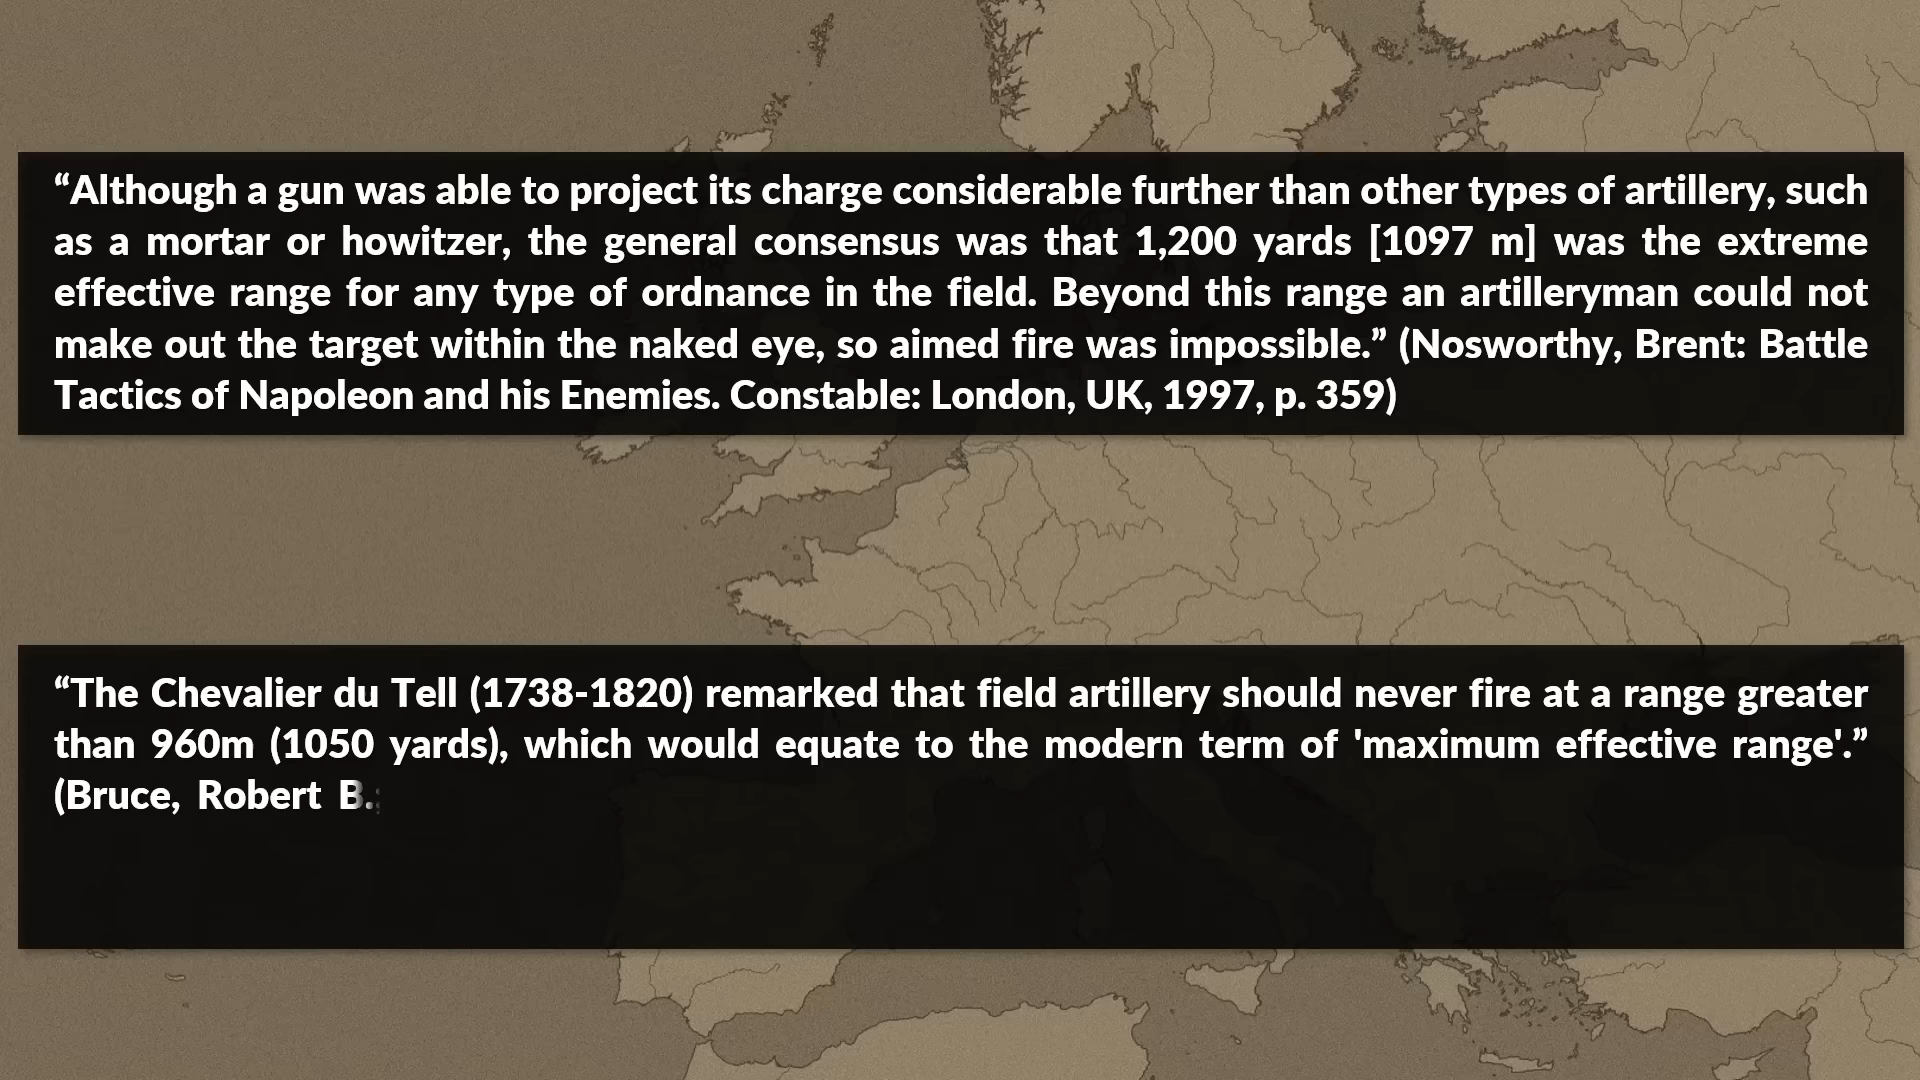 “Although a gun was able to project its charge considerable further than other types of artillery, such
as a mortar or howitzer, the general consensus was that 1,200 yards [1097 m] was the extreme
effective range for any type of ordnance in the field. Beyond this range an artilleryman could not
make out the target within the naked eye, so aimed fire was impossible.” (Nosworthy, Brent: Battle
Tactics of Napoleon and his Enemies. Constable: London, UK, 1997, p. 359)
“The Chevalier du Tell (1738-1820) remarked that field artillery should never fire at a range greater
than 960m (1050 yards), which would equate to the modern term of 'maximum effective range'.”
(Bruce, Robert B.: